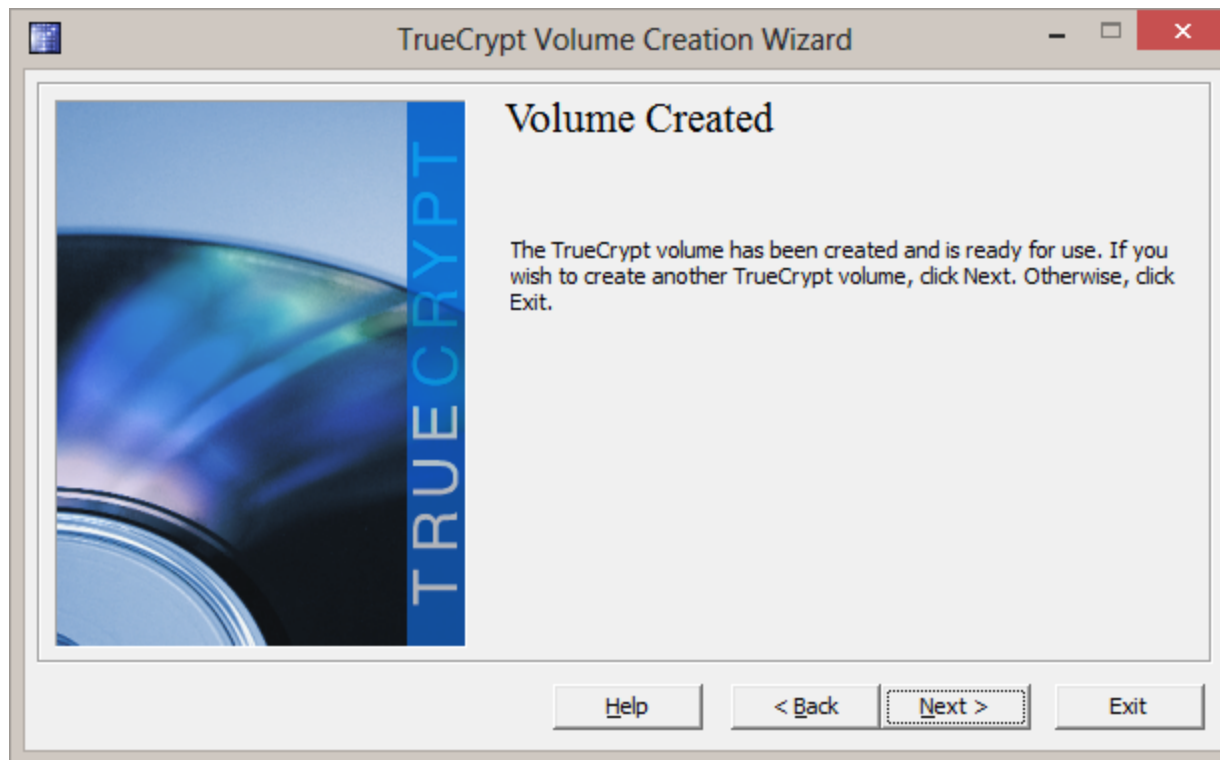 TrueCrypt Volume Creation Wizard
TRUECRYPT
Volume Created
The TrueCrypt volume has been created and is ready for use. If you
wish to create another TrueCrypt volume, click Next. Otherwise, click
Exit.
Help
< Back
Next >
Exit